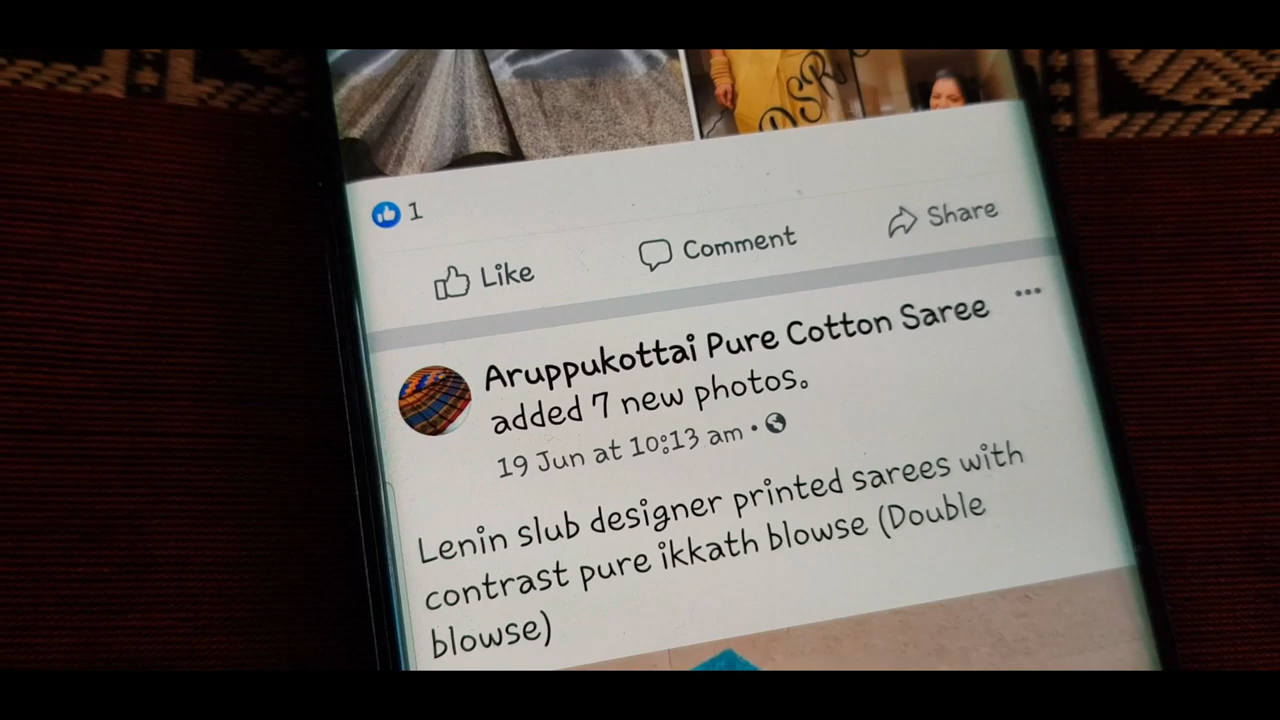 DSR
1
Like Comment Share
Aruppukottai Pure Cotton Saree
added 7 new photos.
19 Jun at 10:13 am •
Lenin slub designer printed sarees with
contrast pure ikkath blowse (Double
blowse)